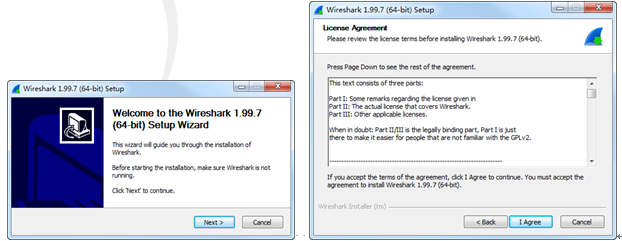 Wireshark 1.99.7 (64-bit) Setup
Welcome to the Wireshark 1.99.7
(64-bit) Setup Wizard
This wizard will guide you through the installation of
Wireshark.
Before starting the installation, make sure Wireshark is not
running.
Click 'Next' to continue.
Next >
Cancel
Wireshark 1.99.7 (64-bit) Setup
License Agreement
Please review the license terms before installing Wireshark 1.99.7 (64-bit).
Press Page Down to see the rest of the agreement.
This text consists of three parts:
Part I: Some remarks regarding the license given in
Part II: The actual license that covers Wireshark.
Part III: Other applicable licenses.
When in doubt: Part II/III is the legally binding part, Part I is just
there to make it easier for people that are not familiar with the GPLv2.
If you accept the terms of the agreement, click I Agree to continue. You must accept the
agreement to install Wireshark 1.99.7 (64-bit).
Wireshark Installer (tm)
< Back
I Agree
Cancel